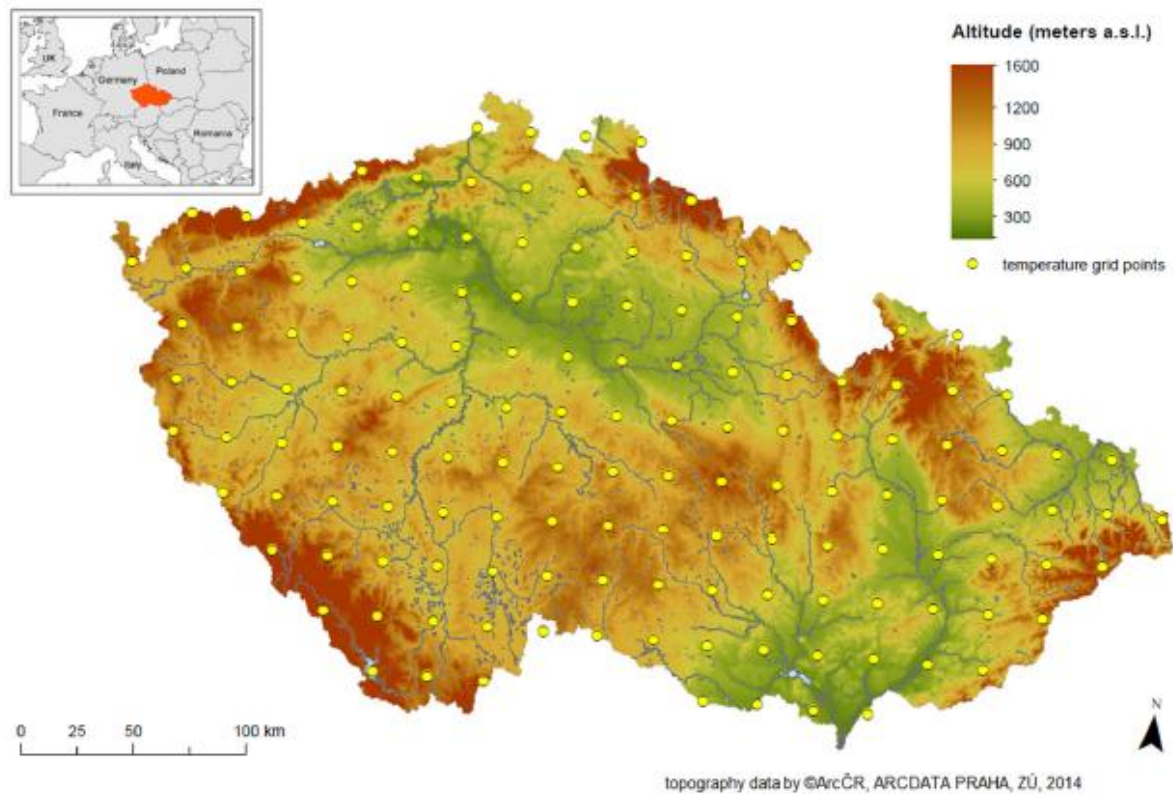 UK
Germany
Poland
France
Romania
Italy
Altitude (meters a.s.l.)
1600
1200
900
600
300
temperature grid points
0 25 50 100 km
N
topography data by ©ArcČR, ARCDATA PRAHA, ZÚ, 2014